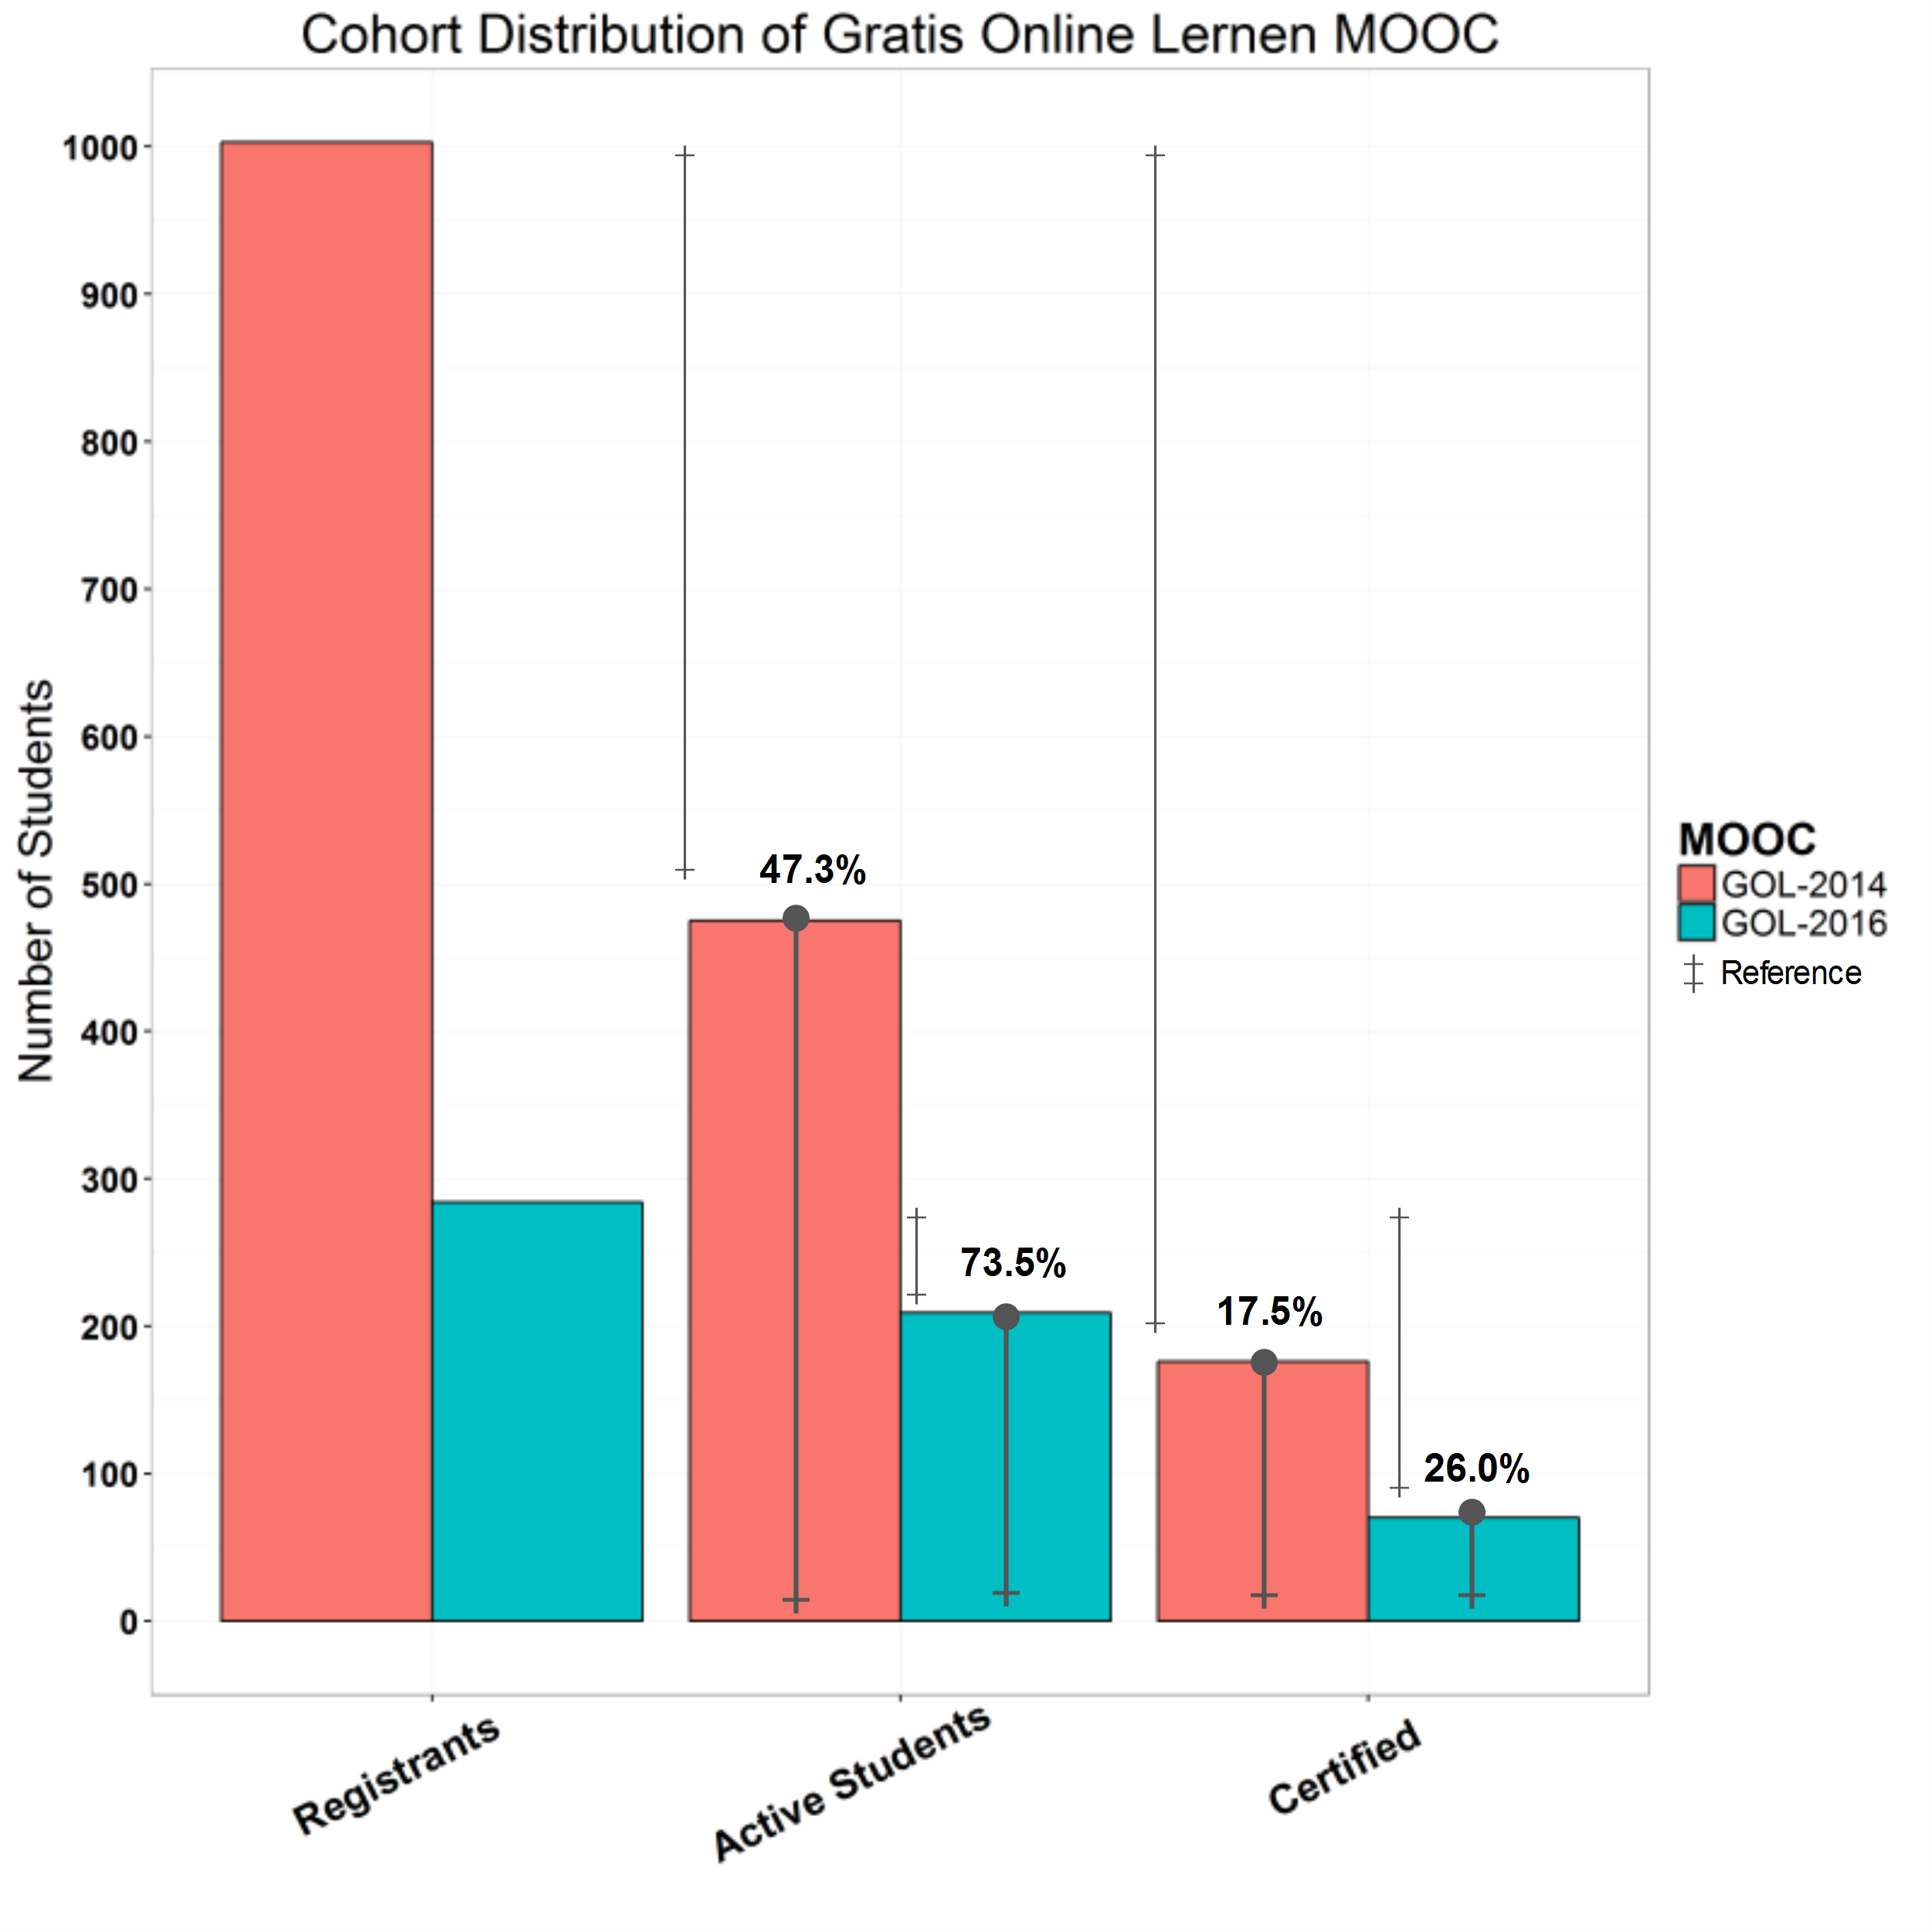 Cohort Distribution of Gratis Online Lernen MOOC
Number of Students
1000
900
800
700
600
500
400
300
200
100
0
47.3%
73.5%
17.5%
26.0%
Registrants
Active Students
Certified
MOOC
GOL-2014
GOL-2016
Reference